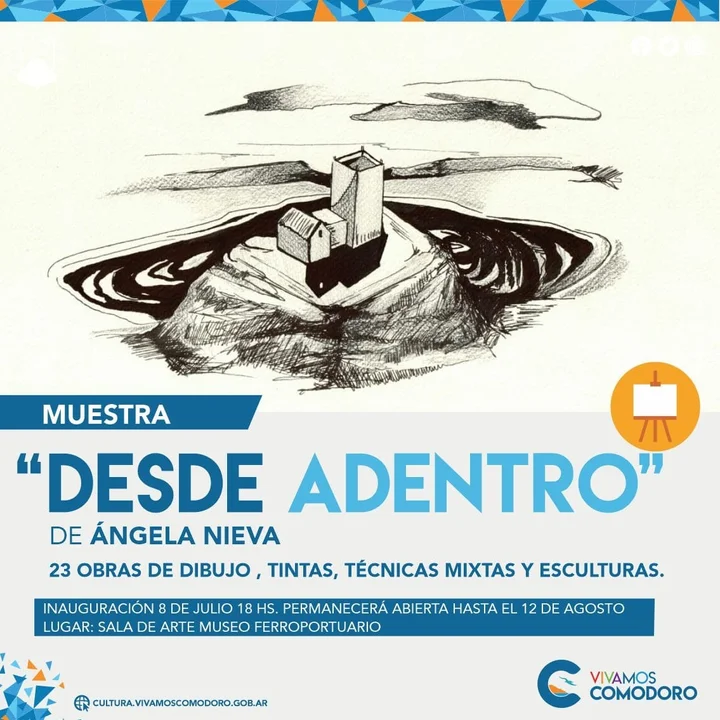 MUESTRA
“DESDE ADENTRO”
DE ÁNGELA NIEVA
23 OBRAS DE DIBUJO , TINTAS, TÉCNICAS MIXTAS Y ESCULTURAS.
INAUGURACIÓN 8 DE JULIO 18 HS. PERMANECERÁ ABIERTA HASTA EL 12 DE AGOSTO
LUGAR: SALA DE ARTE MUSEO FERROPORTUARIO
CULTURA.VIVAMOSCOMODORO.GOB.AR
VIVAMOS
COMODORO